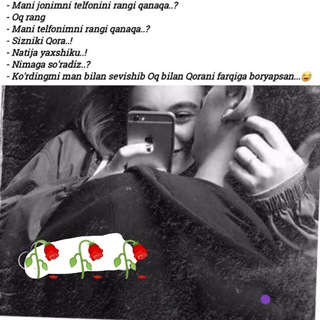 - Mani jonimni telfonini rangi qanaqa..?
- Oq rang
- Mani telfonimni rangi qanaqa..?
- Sizniki Qora..!
- Natija yaxshiku..!
- Nimaga so'radiz..?
- Ko'rdingmi man bilan sevishib Oq bilan Qorani farqiga boryapsan...😅